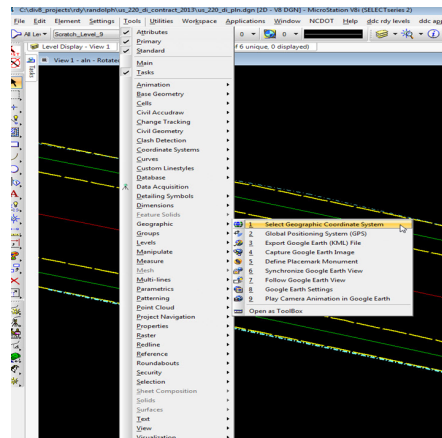 C:\div8_projects\rdy\randolph\us_220_di_contract_2013\us_220_di_pln.dgn [2D - V8 DGN] - MicroStation V8i (SELECTseries 2)
File Edit Element Settings Tools Utilities Workspace Applications Window NCDOT Help ddc rdy levels
Scratch_Level_9
0 0
Level Display - View 1
of 6 unique, 0 displayed)
View 1 - aln - Rotate
Tasks
Attributes
Primary
Standard
Main
Tasks
Animation
Base Geometry
Cells
Civil Accudraw
Change Tracking
Civil Geometry
Clash Detection
Coordinate Systems
Curves
Custom Linestyles
Database
Data Acquisition
Detailing Symbols
Dimensions
Feature Solids
Geographic
Groups
Levels
Manipulate
Measure
Mesh
Multi-lines
Parametrics
Patterning
Point Cloud
Project Navigation
Properties
Raster
Redline
Reference
Roundabouts
Security
Selection
Sheet Composition
Solids
Surfaces
Text
View
Visualization
1 Select Geographic Coordinate System
2 Global Positioning System (GPS)
3 Export Google Earth (KML) File
4 Capture Google Earth Image
5 Define Placemark Monument
6 Synchronize Google Earth View
7 Follow Google Earth View
8 Google Earth Settings
9 Play Camera Animation in Google Earth
Open as ToolBox